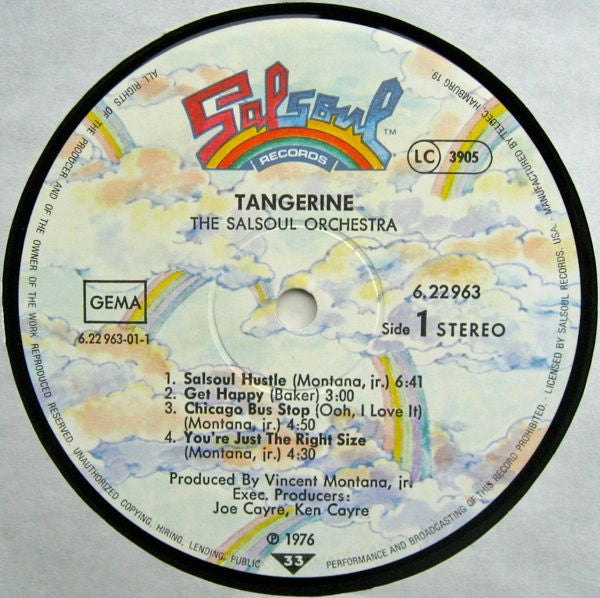 Salsoul TM
RECORDS
LC 3905
TANGERINE
THE SALSOUL ORCHESTRA
GEMA
6.22 963-01-1
6.22963
Side 1 STEREO
1. Salsoul Hustle (Montana, jr.) 6:41
2. Get Happy (Baker) 3:00
3. Chicago Bus Stop (Ooh, I Love It)
(Montana, jr.) 4:50
4. You're Just The Right Size
(Montana, jr.) 4:30
Produced By Vincent Montana, jr.
Exec. Producers:
Joe Cayre, Ken Cayre
℗ 1976
33
ALL RIGHTS OF THE PRODUCER AND OF THE OWNER OF THE WORK REPRODUCED RESERVED. UNAUTHORIZED COPYING, HIRING, LENDING, PUBLIC PERFORMANCE AND BROADCASTING OF THIS RECORD PROHIBITED. · LICENSED BY SALSOUL RECORDS, USA. · MANUFACTURED BY TELDEC, HAMBURG 19.